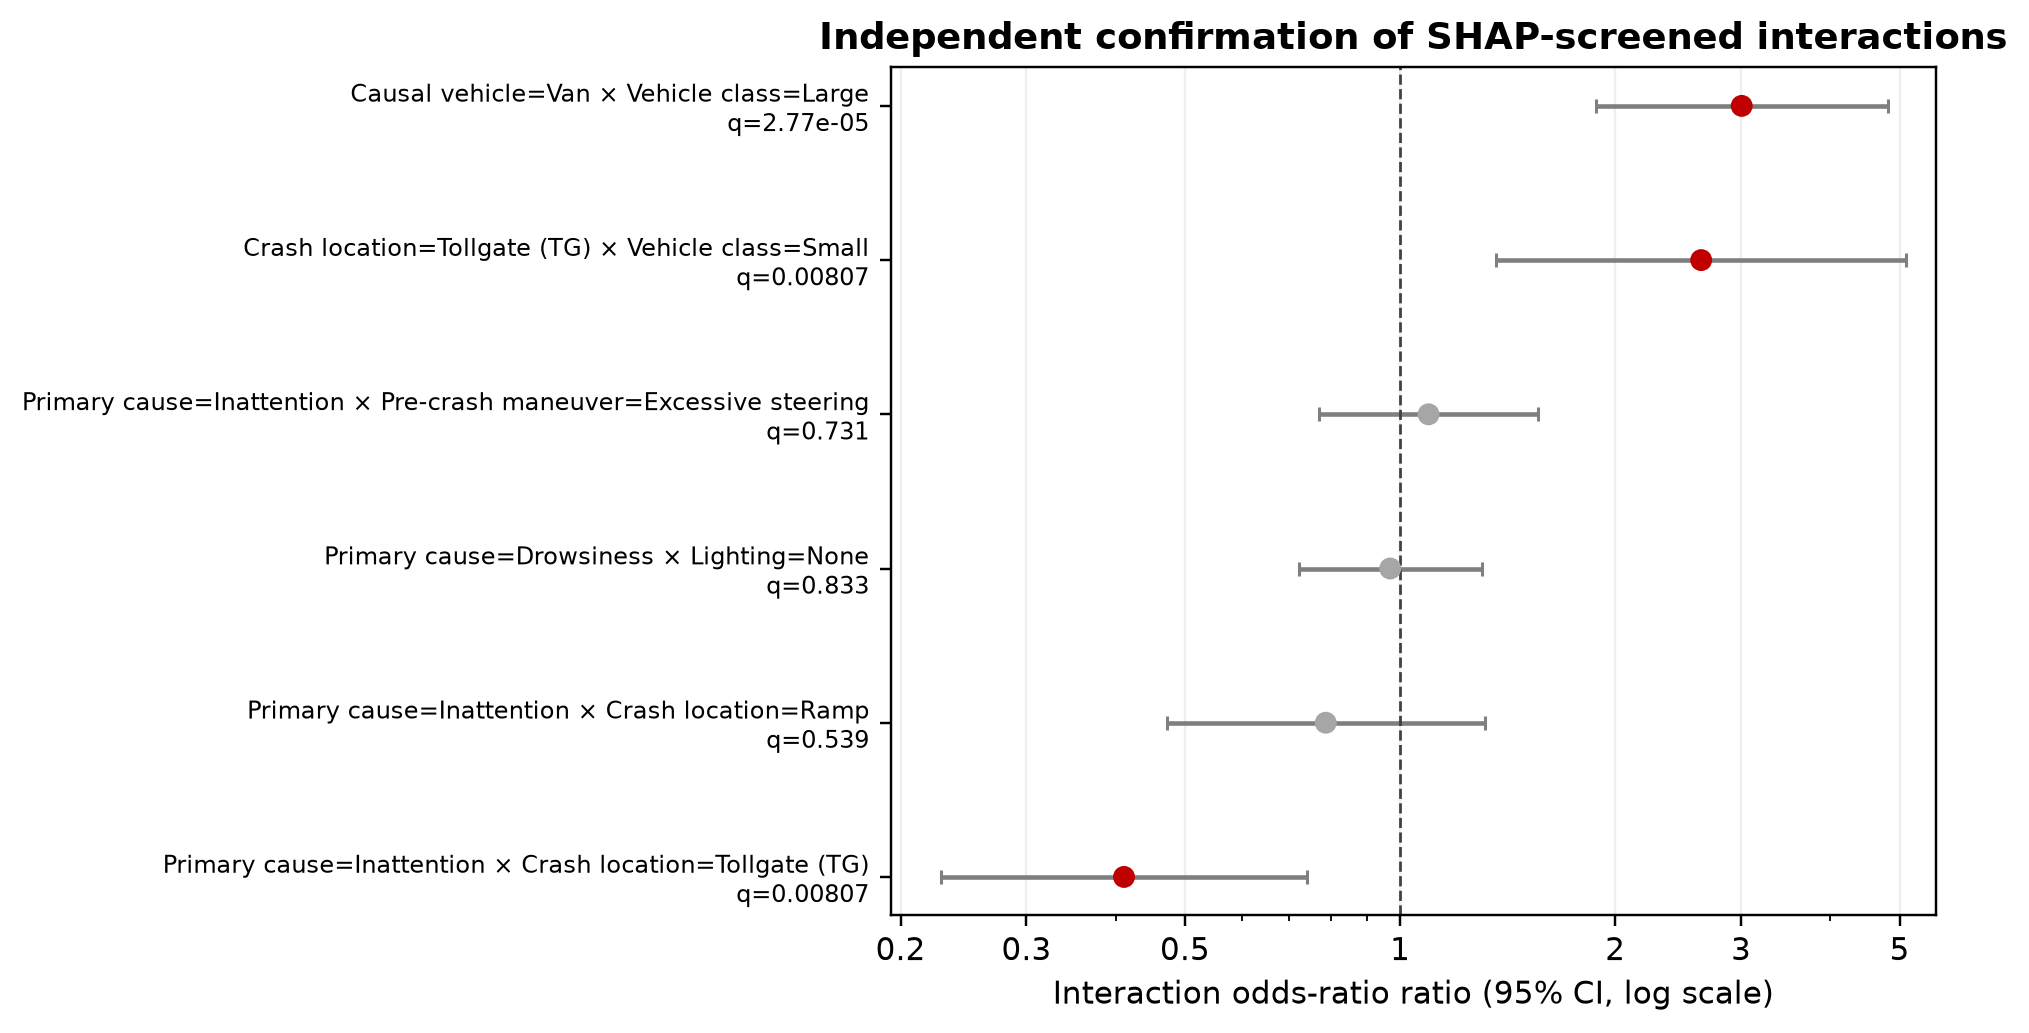 Independent confirmation of SHAP-screened interactions
Causal vehicle=Van × Vehicle class=Large
q=2.77e-05
Crash location=Tollgate (TG) × Vehicle class=Small
q=0.00807
Primary cause=Inattention × Pre-crash maneuver=Excessive steering
q=0.731
Primary cause=Drowsiness × Lighting=None
q=0.833
Primary cause=Inattention × Crash location=Ramp
q=0.539
Primary cause=Inattention × Crash location=Tollgate (TG)
q=0.00807
0.2 0.3 0.5 1 2 3 5
Interaction odds-ratio ratio (95% CI, log scale)